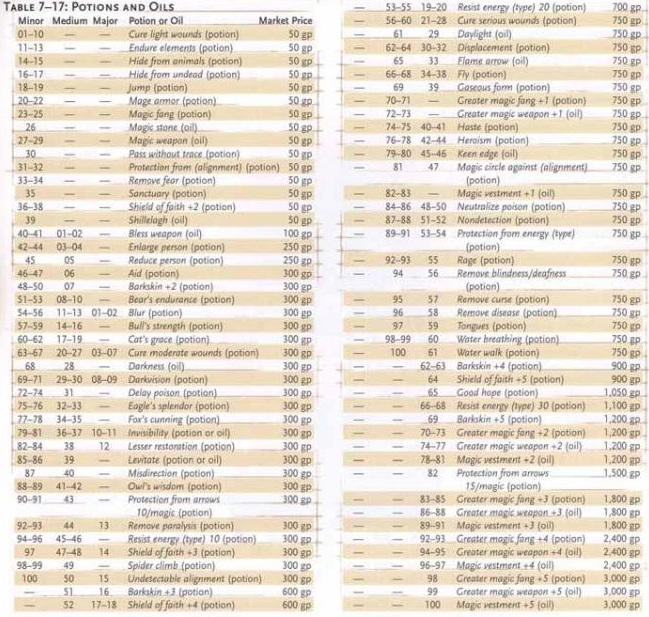 TABLE 7–17: POTIONS AND OILS
Minor Medium Major Potion or Oil Market Price
01–10 — — Cure light wounds (potion) 50 gp
11–13 — — Endure elements (potion) 50 gp
14–15 — — Hide from animals (potion) 50 gp
16–17 — — Hide from undead (potion) 50 gp
18–19 — — Jump (potion) 50 gp
20–22 — — Mage armor (potion) 50 gp
23–25 — — Magic fang (potion) 50 gp
26 — — Magic stone (oil) 50 gp
27–29 — — Magic weapon (oil) 50 gp
30 — — Pass without trace (potion) 50 gp
31–32 — — Protection from (alignment) (potion) 50 gp
33–34 — — Remove fear (potion) 50 gp
35 — — Sanctuary (potion) 50 gp
36–38 — — Shield of faith +2 (potion) 50 gp
39 — — Shillelagh (oil) 50 gp
40–41 01–02 — Bless weapon (oil) 100 gp
42–44 03–04 — Enlarge person (potion) 250 gp
45 05 — Reduce person (potion) 250 gp
46–47 06 — Aid (potion) 300 gp
48–50 07 — Barkskin +2 (potion) 300 gp
51–53 08–10 — Bear's endurance (potion) 300 gp
54–56 11–13 01–02 Blur (potion) 300 gp
57–59 14–16 — Bull's strength (potion) 300 gp
60–62 17–19 — Cat's grace (potion) 300 gp
63–67 20–27 03–07 Cure moderate wounds (potion) 300 gp
68 28 — Darkness (oil) 300 gp
69–71 29–30 08–09 Darkvision (potion) 300 gp
72–74 31 — Delay poison (potion) 300 gp
75–76 32–33 — Eagle's splendor (potion) 300 gp
77–78 34–35 — Fox's cunning (potion) 300 gp
79–81 36–37 10–11 Invisibility (potion or oil) 300 gp
82–84 38 12 Lesser restoration (potion) 300 gp
85–86 39 — Levitate (potion or oil) 300 gp
87 40 — Misdirection (potion) 300 gp
88–89 41–42 — Owl's wisdom (potion) 300 gp
90–91 43 — Protection from arrows 300 gp
10/magic (potion)
92–93 44 13 Remove paralysis (potion) 300 gp
94–96 45–46 — Resist energy (type) 10 (potion) 300 gp
97 47–48 14 Shield of faith +3 (potion) 300 gp
98–99 49 — Spider climb (potion) 300 gp
100 50 15 Undetectable alignment (potion) 300 gp
— 51 16 Barkskin +3 (potion) 600 gp
— 52 17–18 Shield of faith +4 (potion) 600 gp
— 53–55 19–20 Resist energy (type) 20 (potion) 700 gp
— 56–60 21–28 Cure serious wounds (potion) 750 gp
— 61 29 Daylight (oil) 750 gp
— 62–64 30–32 Displacement (potion) 750 gp
— 65 33 Flame arrow (oil) 750 gp
— 66–68 34–38 Fly (potion) 750 gp
— 69 39 Gaseous form (potion) 750 gp
— 70–71 — Greater magic fang +1 (potion) 750 gp
— 72–73 — Greater magic weapon +1 (oil) 750 gp
— 74–75 40–41 Haste (potion) 750 gp
— 76–78 42–44 Heroism (potion) 750 gp
— 79–80 45–46 Keen edge (oil) 750 gp
— 81 47 Magic circle against (alignment) 750 gp
(potion)
— 82–83 — Magic vestment +1 (oil) 750 gp
— 84–86 48–50 Neutralize poison (potion) 750 gp
— 87–88 51–52 Nondetection (potion) 750 gp
— 89–91 53–54 Protection from energy (type) 750 gp
(potion)
— 92–93 55 Rage (potion) 750 gp
— 94 56 Remove blindness/deafness 750 gp
(potion)
— 95 57 Remove curse (potion) 750 gp
— 96 58 Remove disease (potion) 750 gp
— 97 59 Tongues (potion) 750 gp
— 98–99 60 Water breathing (potion) 750 gp
— 100 61 Water walk (potion) 750 gp
— — 62–63 Barkskin +4 (potion) 900 gp
— — 64 Shield of faith +5 (potion) 900 gp
— — 65 Good hope (potion) 1,050 gp
— — 66–68 Resist energy (type) 30 (potion) 1,100 gp
— — 69 Barkskin +5 (potion) 1,200 gp
— — 70–73 Greater magic fang +2 (potion) 1,200 gp
— — 74–77 Greater magic weapon +2 (oil) 1,200 gp
— — 78–81 Magic vestment +2 (oil) 1,200 gp
— — 82 Protection from arrows 1,500 gp
15/magic (potion)
— — 83–85 Greater magic fang +3 (potion) 1,800 gp
— — 86–88 Greater magic weapon +3 (oil) 1,800 gp
— — 89–91 Magic vestment +3 (oil) 1,800 gp
— — 92–93 Greater magic fang +4 (potion) 2,400 gp
— — 94–95 Greater magic weapon +4 (oil) 2,400 gp
— — 96–97 Magic vestment +4 (oil) 2,400 gp
— — 98 Greater magic fang +5 (potion) 3,000 gp
— — 99 Greater magic weapon +5 (oil) 3,000 gp
— — 100 Magic vestment +5 (oil) 3,000 gp